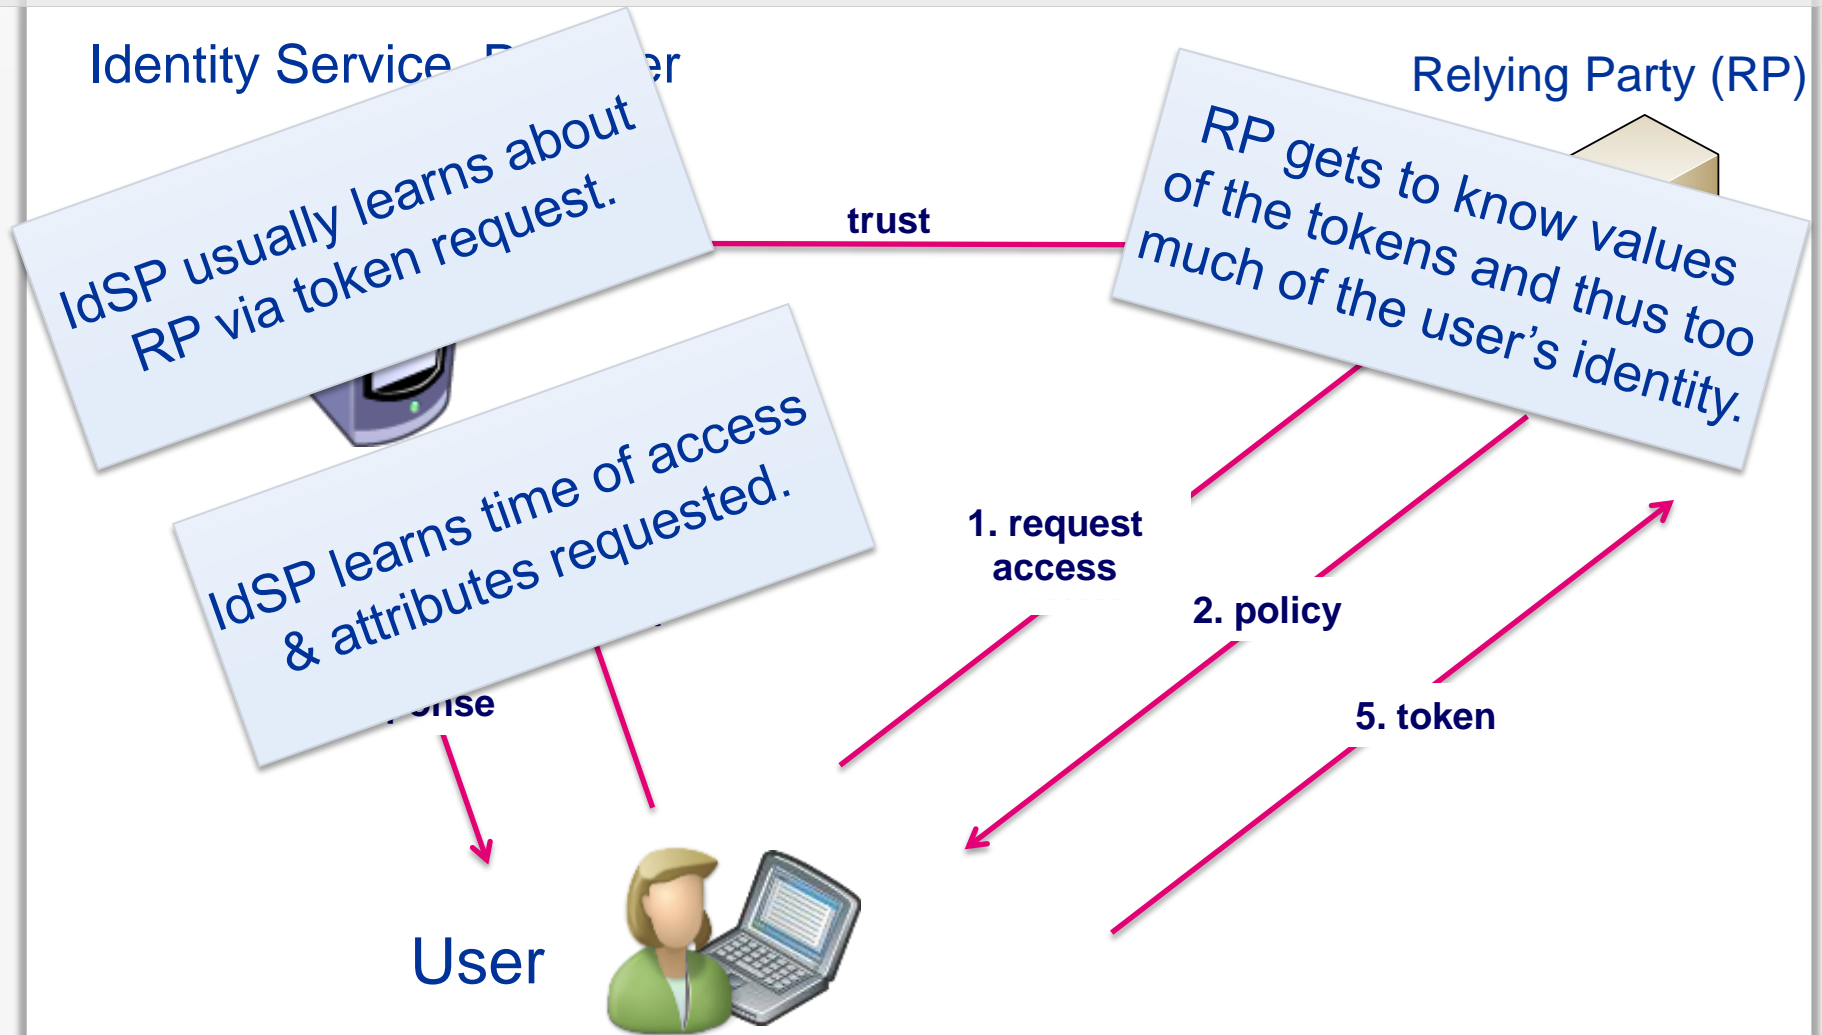 Identity Service
Relying Party (RP)
IdSP usually learns about
RP via token request.
RP gets to know values
of the tokens and thus too
much of the user’s identity.
trust
IdSP learns time of access
& attributes requested.
1. request
access
2. policy
5. token
User